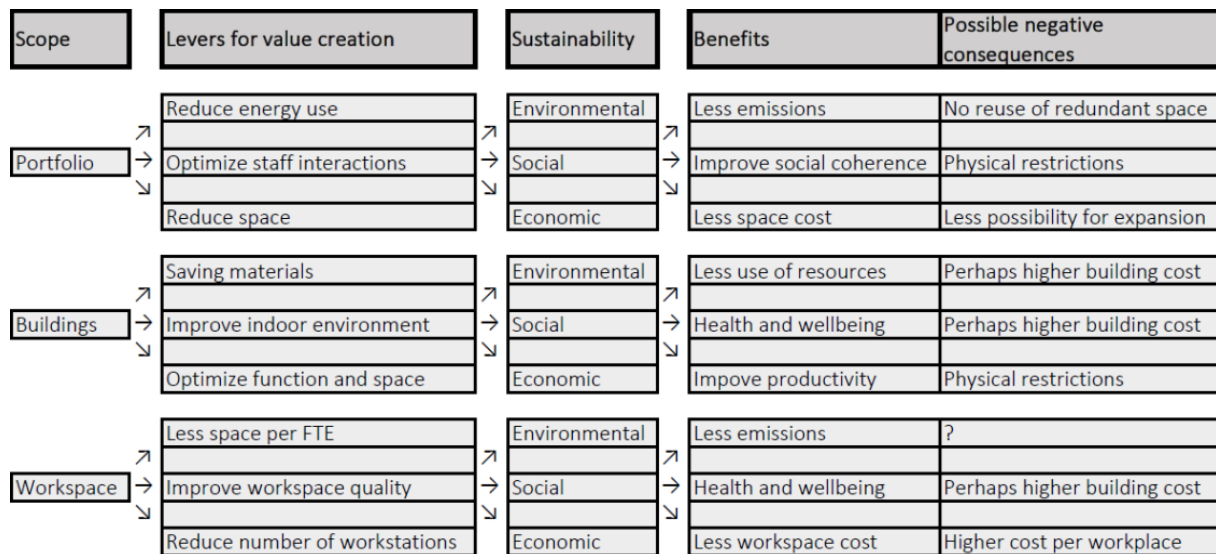 Scope Levers for value creation Sustainability Benefits Possible negative
consequences
Reduce energy use Environmental Less emissions No reuse of redundant space
↗ ↗ ↗
Portfolio → Optimize staff interactions → Social → Improve social coherence Physical restrictions
↘ ↘ ↘
Reduce space Economic Less space cost Less possibility for expansion
Saving materials Environmental Less use of resources Perhaps higher building cost
↗ ↗ ↗
Buildings → Improve indoor environment → Social → Health and wellbeing Perhaps higher building cost
↘ ↘ ↘
Optimize function and space Economic Impove productivity Physical restrictions
Less space per FTE Environmental Less emissions ?
↗ ↗ ↗
Workspace → Improve workspace quality → Social → Health and wellbeing Perhaps higher building cost
↘ ↘ ↘
Reduce number of workstations Economic Less workspace cost Higher cost per workplace